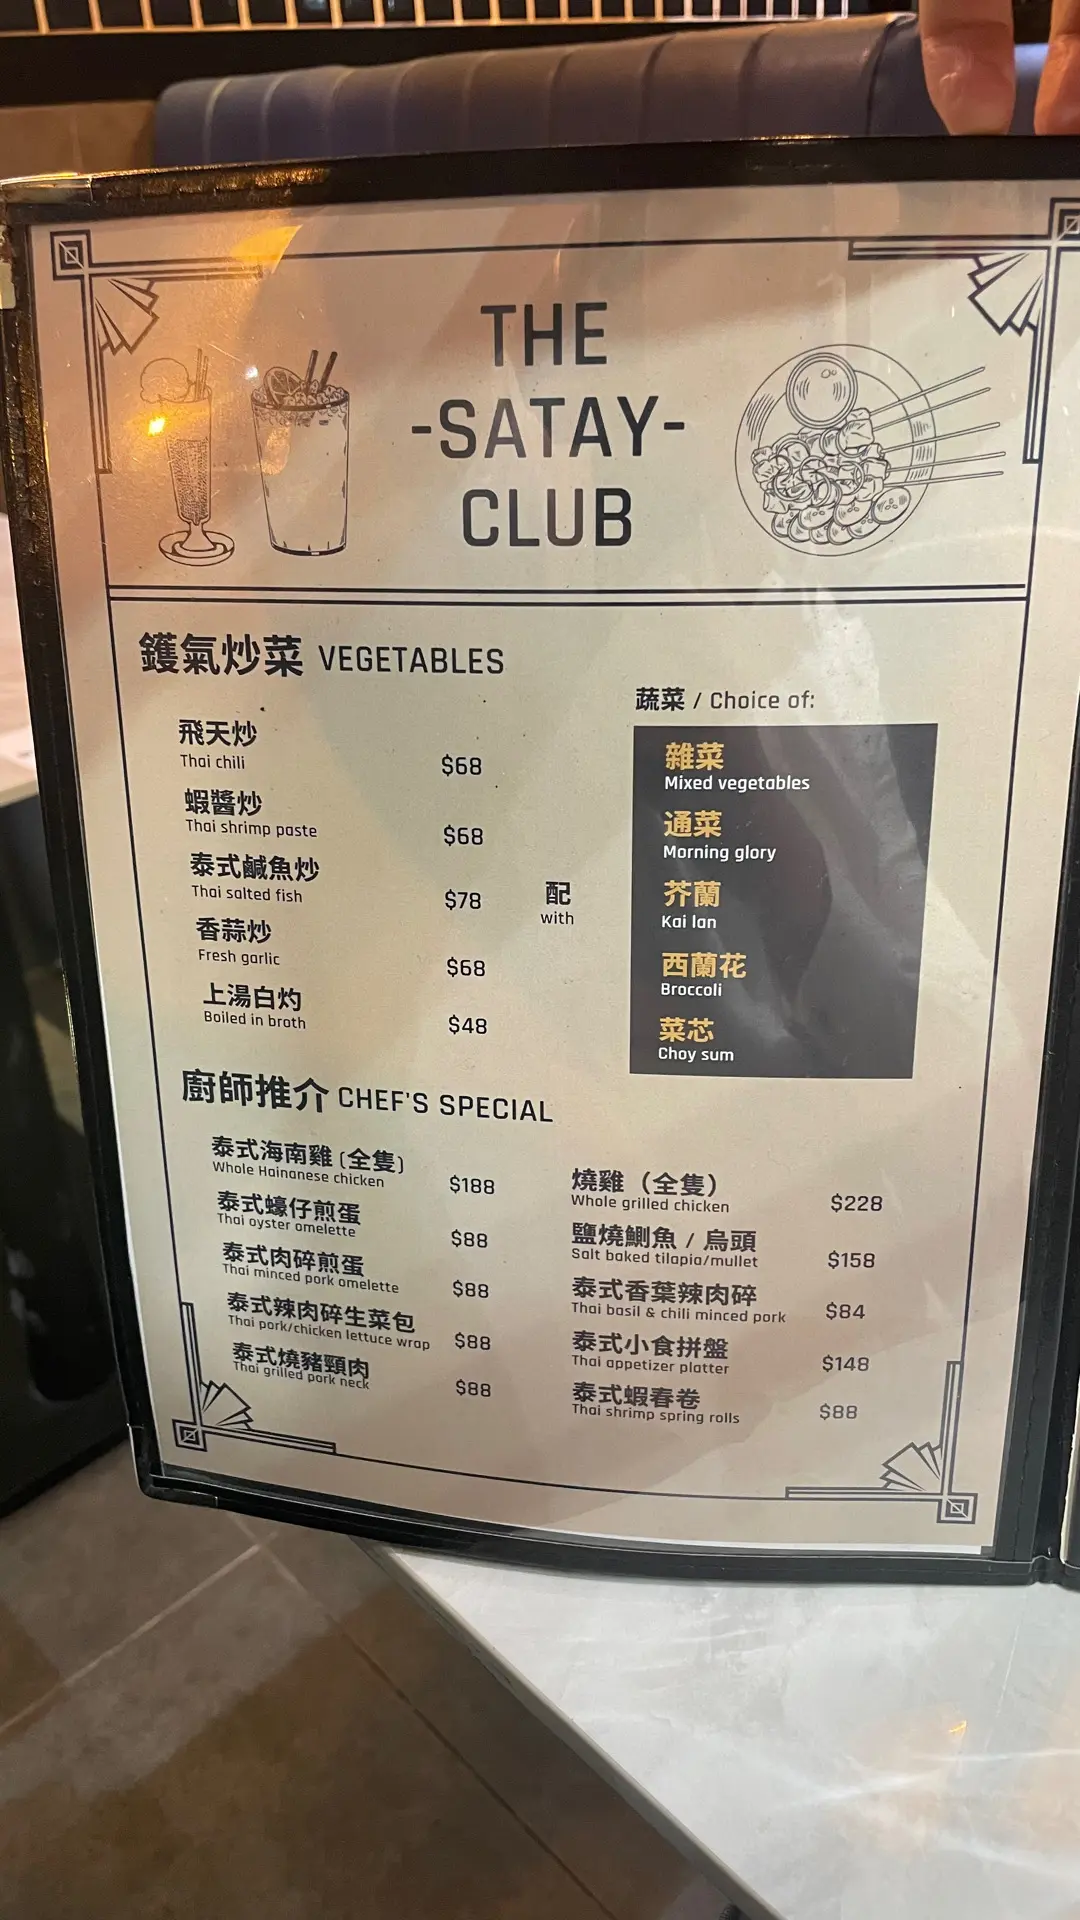 THE
-SATAY-
CLUB
鑊氣炒菜 VEGETABLES
飛天炒
Thai chili
$68
蝦醬炒
Thai shrimp paste
$68
泰式鹹魚炒
Thai salted fish
$78
香蒜炒
Fresh garlic
$68
上湯白灼
Boiled in broth
$48
配
with
蔬菜 / Choice of:
雜菜
Mixed vegetables
通菜
Morning glory
芥蘭
Kai lan
西蘭花
Broccoli
菜芯
Choy sum
廚師推介 CHEF'S SPECIAL
泰式海南雞 (全隻)
Whole Hainanese chicken
$188
泰式蠔仔煎蛋
Thai oyster omelette
$88
泰式肉碎煎蛋
Thai minced pork omelette
$88
泰式辣肉碎生菜包
Thai pork/chicken lettuce wrap
$88
泰式燒豬頸肉
Thai grilled pork neck
$88
燒雞（全隻）
Whole grilled chicken
$228
鹽燒鰂魚 / 烏頭
Salt baked tilapia/mullet
$158
泰式香葉辣肉碎
Thai basil & chili minced pork
$84
泰式小食拼盤
Thai appetizer platter
$148
泰式蝦春卷
Thai shrimp spring rolls
$88